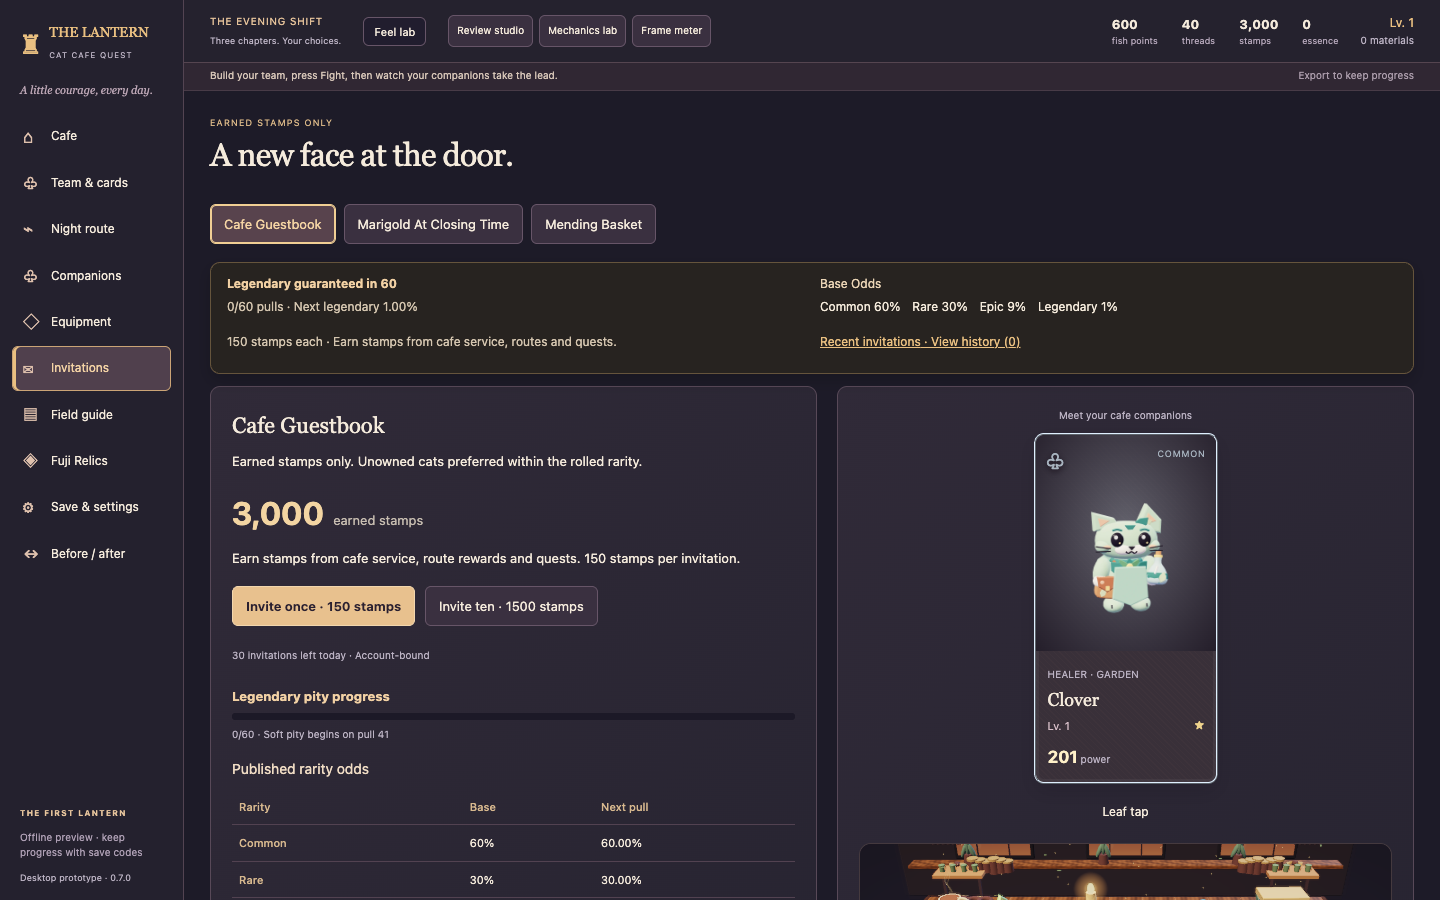 THE LANTERN
CAT CAFE QUEST
A little courage, every day.
Cafe
Team & cards
Night route
Companions
Equipment
Invitations
Field guide
Fuji Relics
Save & settings
Before / after
THE FIRST LANTERN
Offline preview · keep
progress with save codes
Desktop prototype · 0.7.0
THE EVENING SHIFT
Three chapters. Your choices.
Feel lab
Review studio
Mechanics lab
Frame meter
600
fish points
40
threads
3,000
stamps
0
essence
Lv. 1
0 materials
Build your team, press Fight, then watch your companions take the lead.
Export to keep progress
EARNED STAMPS ONLY
A new face at the door.
Cafe Guestbook
Marigold At Closing Time
Mending Basket
Legendary guaranteed in 60
0/60 pulls · Next legendary 1.00%
150 stamps each · Earn stamps from cafe service, routes and quests.
Base Odds
Common 60% Rare 30% Epic 9% Legendary 1%
Recent invitations · View history (0)
Cafe Guestbook
Earned stamps only. Unowned cats preferred within the rolled rarity.
3,000 earned stamps
Earn stamps from cafe service, route rewards and quests. 150 stamps per invitation.
Invite once · 150 stamps
Invite ten · 1500 stamps
30 invitations left today · Account-bound
Legendary pity progress
0/60 · Soft pity begins on pull 41
Published rarity odds
Rarity Base Next pull
Common 60% 60.00%
Rare 30% 30.00%
Meet your cafe companions
COMMON
HEALER · GARDEN
Clover
Lv. 1
201 power
Leaf tap